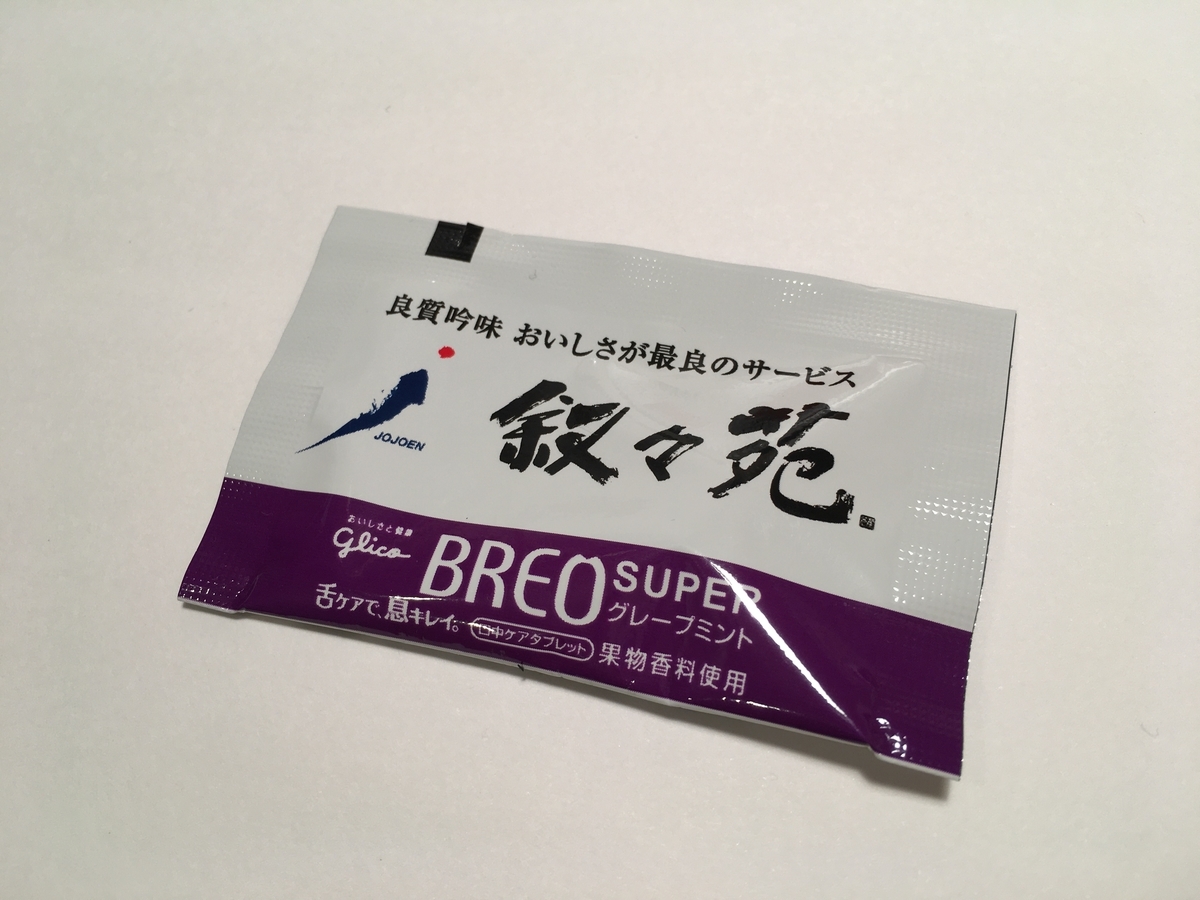 良質吟味 おいしさが最良のサービス
JOJOEN
叙々苑
おいしさと健康
Glico
BREO SUPER
グレープミント
舌ケアで、息キレイ。
口中ケアタブレット
果物香料使用